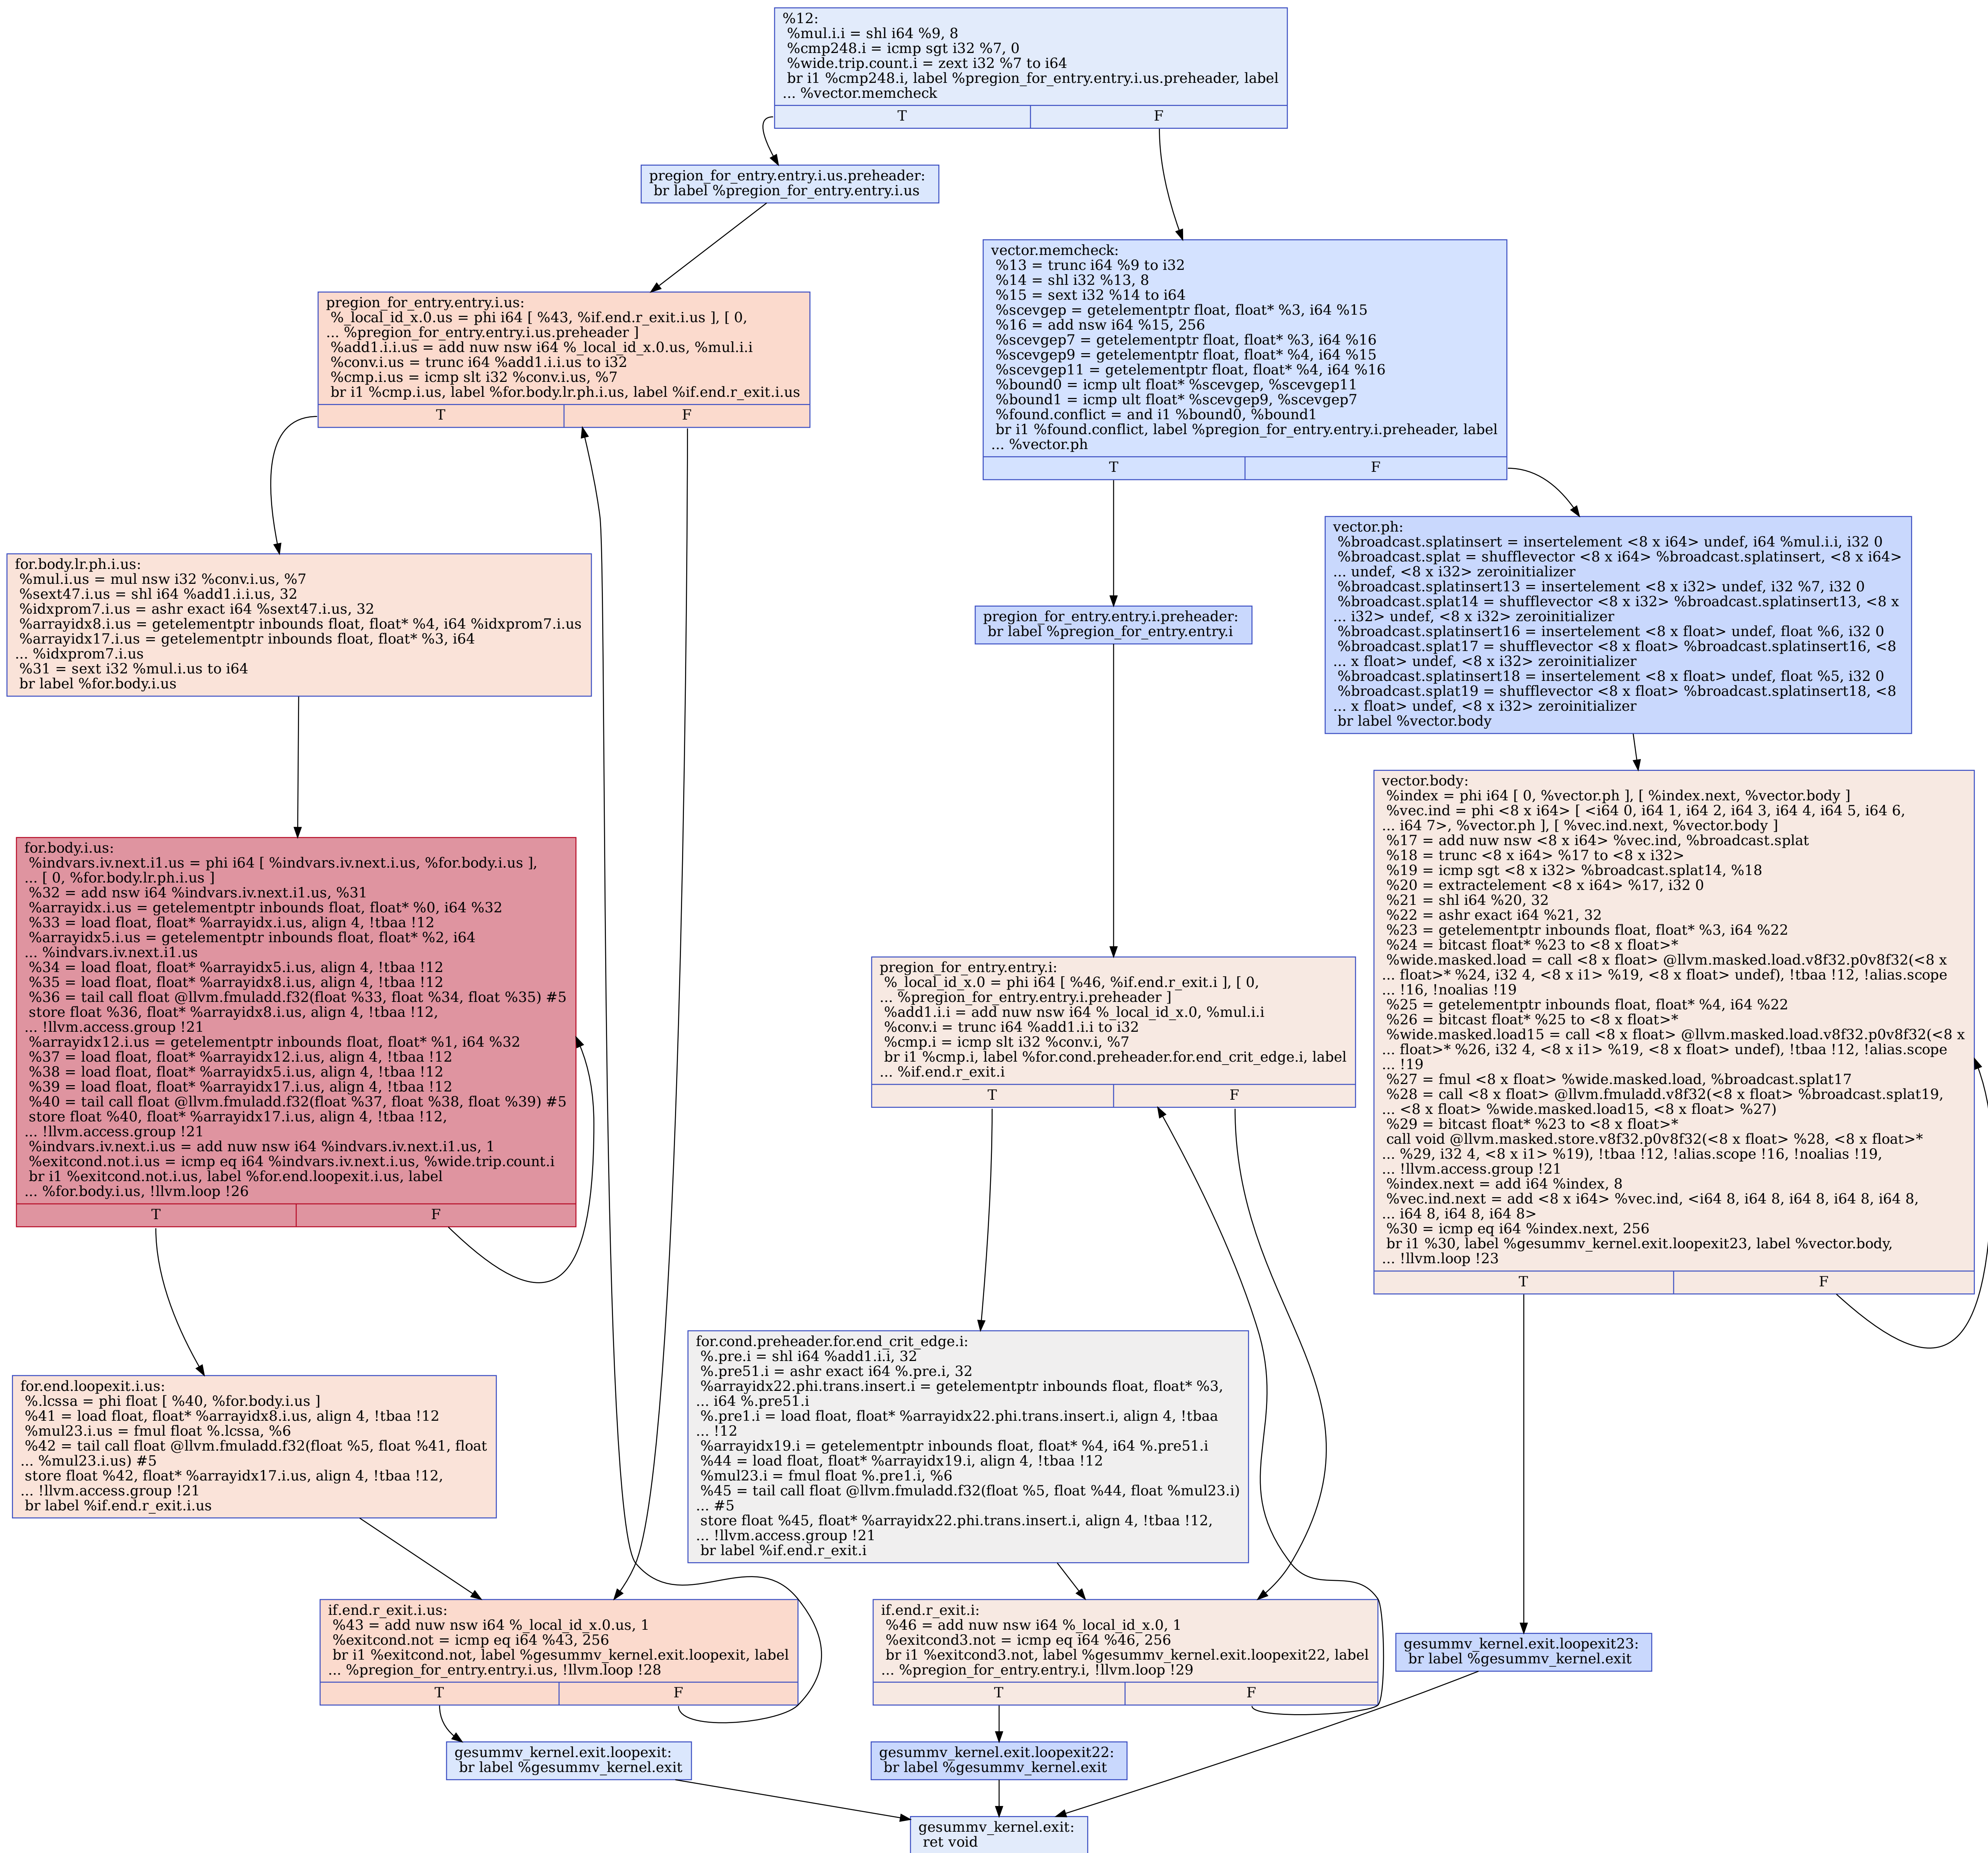 %12:
%mul.i.i = shl i64 %9, 8
%cmp248.i = icmp sgt i32 %7, 0
%wide.trip.count.i = zext i32 %7 to i64
br i1 %cmp248.i, label %pregion_for_entry.entry.i.us.preheader, label
... %vector.memcheck
T
F
pregion_for_entry.entry.i.us.preheader:
br label %pregion_for_entry.entry.i.us
vector.memcheck:
%13 = trunc i64 %9 to i32
%14 = shl i32 %13, 8
%15 = sext i32 %14 to i64
%scevgep = getelementptr float, float* %3, i64 %15
%16 = add nsw i64 %15, 256
%scevgep7 = getelementptr float, float* %3, i64 %16
%scevgep9 = getelementptr float, float* %4, i64 %15
%scevgep11 = getelementptr float, float* %4, i64 %16
%bound0 = icmp ult float* %scevgep, %scevgep11
%bound1 = icmp ult float* %scevgep9, %scevgep7
%found.conflict = and i1 %bound0, %bound1
br i1 %found.conflict, label %pregion_for_entry.entry.i.preheader, label
... %vector.ph
T
F
pregion_for_entry.entry.i.us:
%_local_id_x.0.us = phi i64 [ %43, %if.end.r_exit.i.us ], [ 0,
... %pregion_for_entry.entry.i.us.preheader ]
%add1.i.i.us = add nuw nsw i64 %_local_id_x.0.us, %mul.i.i
%conv.i.us = trunc i64 %add1.i.i.us to i32
%cmp.i.us = icmp slt i32 %conv.i.us, %7
br i1 %cmp.i.us, label %for.body.lr.ph.i.us, label %if.end.r_exit.i.us
T
F
vector.ph:
%broadcast.splatinsert = insertelement <8 x i64> undef, i64 %mul.i.i, i32 0
%broadcast.splat = shufflevector <8 x i64> %broadcast.splatinsert, <8 x i64>
... undef, <8 x i32> zeroinitializer
%broadcast.splatinsert13 = insertelement <8 x i32> undef, i32 %7, i32 0
%broadcast.splat14 = shufflevector <8 x i32> %broadcast.splatinsert13, <8 x
... i32> undef, <8 x i32> zeroinitializer
%broadcast.splatinsert16 = insertelement <8 x float> undef, float %6, i32 0
%broadcast.splat17 = shufflevector <8 x float> %broadcast.splatinsert16, <8
... x float> undef, <8 x i32> zeroinitializer
%broadcast.splatinsert18 = insertelement <8 x float> undef, float %5, i32 0
%broadcast.splat19 = shufflevector <8 x float> %broadcast.splatinsert18, <8
... x float> undef, <8 x i32> zeroinitializer
br label %vector.body
for.body.lr.ph.i.us:
%mul.i.us = mul nsw i32 %conv.i.us, %7
%sext47.i.us = shl i64 %add1.i.i.us, 32
%idxprom7.i.us = ashr exact i64 %sext47.i.us, 32
%arrayidx8.i.us = getelementptr inbounds float, float* %4, i64 %idxprom7.i.us
%arrayidx17.i.us = getelementptr inbounds float, float* %3, i64
... %idxprom7.i.us
%31 = sext i32 %mul.i.us to i64
br label %for.body.i.us
pregion_for_entry.entry.i.preheader:
br label %pregion_for_entry.entry.i
vector.body:
%index = phi i64 [ 0, %vector.ph ], [ %index.next, %vector.body ]
%vec.ind = phi <8 x i64> [ <i64 0, i64 1, i64 2, i64 3, i64 4, i64 5, i64 6,
... i64 7>, %vector.ph ], [ %vec.ind.next, %vector.body ]
%17 = add nuw nsw <8 x i64> %vec.ind, %broadcast.splat
%18 = trunc <8 x i64> %17 to <8 x i32>
%19 = icmp sgt <8 x i32> %broadcast.splat14, %18
%20 = extractelement <8 x i64> %17, i32 0
%21 = shl i64 %20, 32
%22 = ashr exact i64 %21, 32
%23 = getelementptr inbounds float, float* %3, i64 %22
%24 = bitcast float* %23 to <8 x float>*
%wide.masked.load = call <8 x float> @llvm.masked.load.v8f32.p0v8f32(<8 x
... float>* %24, i32 4, <8 x i1> %19, <8 x float> undef), !tbaa !12, !alias.scope
... !16, !noalias !19
%25 = getelementptr inbounds float, float* %4, i64 %22
%26 = bitcast float* %25 to <8 x float>*
%wide.masked.load15 = call <8 x float> @llvm.masked.load.v8f32.p0v8f32(<8 x
... float>* %26, i32 4, <8 x i1> %19, <8 x float> undef), !tbaa !12, !alias.scope
... !19
%27 = fmul <8 x float> %wide.masked.load, %broadcast.splat17
%28 = call <8 x float> @llvm.fmuladd.v8f32(<8 x float> %broadcast.splat19,
... <8 x float> %wide.masked.load15, <8 x float> %27)
%29 = bitcast float* %23 to <8 x float>*
call void @llvm.masked.store.v8f32.p0v8f32(<8 x float> %28, <8 x float>*
... %29, i32 4, <8 x i1> %19), !tbaa !12, !alias.scope !16, !noalias !19,
... !llvm.access.group !21
%index.next = add i64 %index, 8
%vec.ind.next = add <8 x i64> %vec.ind, <i64 8, i64 8, i64 8, i64 8, i64 8,
... i64 8, i64 8, i64 8>
%30 = icmp eq i64 %index.next, 256
br i1 %30, label %gesummv_kernel.exit.loopexit23, label %vector.body,
... !llvm.loop !23
T
F
for.body.i.us:
%indvars.iv.next.i1.us = phi i64 [ %indvars.iv.next.i.us, %for.body.i.us ],
... [ 0, %for.body.lr.ph.i.us ]
%32 = add nsw i64 %indvars.iv.next.i1.us, %31
%arrayidx.i.us = getelementptr inbounds float, float* %0, i64 %32
%33 = load float, float* %arrayidx.i.us, align 4, !tbaa !12
%arrayidx5.i.us = getelementptr inbounds float, float* %2, i64
... %indvars.iv.next.i1.us
%34 = load float, float* %arrayidx5.i.us, align 4, !tbaa !12
%35 = load float, float* %arrayidx8.i.us, align 4, !tbaa !12
%36 = tail call float @llvm.fmuladd.f32(float %33, float %34, float %35) #5
store float %36, float* %arrayidx8.i.us, align 4, !tbaa !12,
... !llvm.access.group !21
%arrayidx12.i.us = getelementptr inbounds float, float* %1, i64 %32
%37 = load float, float* %arrayidx12.i.us, align 4, !tbaa !12
%38 = load float, float* %arrayidx5.i.us, align 4, !tbaa !12
%39 = load float, float* %arrayidx17.i.us, align 4, !tbaa !12
%40 = tail call float @llvm.fmuladd.f32(float %37, float %38, float %39) #5
store float %40, float* %arrayidx17.i.us, align 4, !tbaa !12,
... !llvm.access.group !21
%indvars.iv.next.i.us = add nuw nsw i64 %indvars.iv.next.i1.us, 1
%exitcond.not.i.us = icmp eq i64 %indvars.iv.next.i.us, %wide.trip.count.i
br i1 %exitcond.not.i.us, label %for.end.loopexit.i.us, label
... %for.body.i.us, !llvm.loop !26
T
F
pregion_for_entry.entry.i:
%_local_id_x.0 = phi i64 [ %46, %if.end.r_exit.i ], [ 0,
... %pregion_for_entry.entry.i.preheader ]
%add1.i.i = add nuw nsw i64 %_local_id_x.0, %mul.i.i
%conv.i = trunc i64 %add1.i.i to i32
%cmp.i = icmp slt i32 %conv.i, %7
br i1 %cmp.i, label %for.cond.preheader.for.end_crit_edge.i, label
... %if.end.r_exit.i
T
F
for.cond.preheader.for.end_crit_edge.i:
%.pre.i = shl i64 %add1.i.i, 32
%.pre51.i = ashr exact i64 %.pre.i, 32
%arrayidx22.phi.trans.insert.i = getelementptr inbounds float, float* %3,
... i64 %.pre51.i
%.pre1.i = load float, float* %arrayidx22.phi.trans.insert.i, align 4, !tbaa
... !12
%arrayidx19.i = getelementptr inbounds float, float* %4, i64 %.pre51.i
%44 = load float, float* %arrayidx19.i, align 4, !tbaa !12
%mul23.i = fmul float %.pre1.i, %6
%45 = tail call float @llvm.fmuladd.f32(float %5, float %44, float %mul23.i)
... #5
store float %45, float* %arrayidx22.phi.trans.insert.i, align 4, !tbaa !12,
... !llvm.access.group !21
br label %if.end.r_exit.i
for.end.loopexit.i.us:
%.lcssa = phi float [ %40, %for.body.i.us ]
%41 = load float, float* %arrayidx8.i.us, align 4, !tbaa !12
%mul23.i.us = fmul float %.lcssa, %6
%42 = tail call float @llvm.fmuladd.f32(float %5, float %41, float
... %mul23.i.us) #5
store float %42, float* %arrayidx17.i.us, align 4, !tbaa !12,
... !llvm.access.group !21
br label %if.end.r_exit.i.us
if.end.r_exit.i.us:
%43 = add nuw nsw i64 %_local_id_x.0.us, 1
%exitcond.not = icmp eq i64 %43, 256
br i1 %exitcond.not, label %gesummv_kernel.exit.loopexit, label
... %pregion_for_entry.entry.i.us, !llvm.loop !28
T
F
if.end.r_exit.i:
%46 = add nuw nsw i64 %_local_id_x.0, 1
%exitcond3.not = icmp eq i64 %46, 256
br i1 %exitcond3.not, label %gesummv_kernel.exit.loopexit22, label
... %pregion_for_entry.entry.i, !llvm.loop !29
T
F
gesummv_kernel.exit.loopexit23:
br label %gesummv_kernel.exit
gesummv_kernel.exit.loopexit:
br label %gesummv_kernel.exit
gesummv_kernel.exit.loopexit22:
br label %gesummv_kernel.exit
gesummv_kernel.exit:
ret void